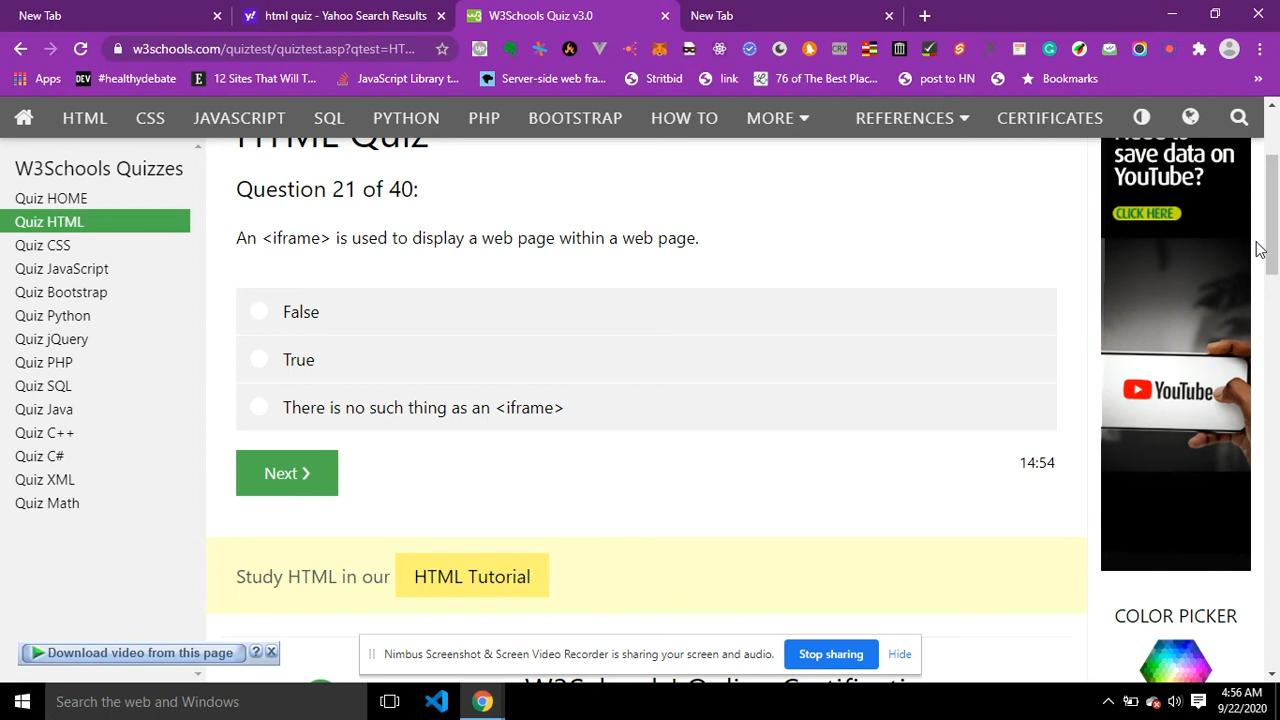 New Tab
html quiz - Yahoo Search Results
W3Schools Quiz v3.0
New Tab
w3schools.com/quiztest/quiztest.asp?qtest=HT...
Apps
DEV
#healthydebate
12 Sites That Will T...
JavaScript Library t...
Server-side web fra...
Stritbid
link
76 of The Best Plac...
post to HN
Bookmarks
HTML
CSS
JAVASCRIPT
SQL
PYTHON
PHP
BOOTSTRAP
HOW TO
MORE
REFERENCES
CERTIFICATES
W3Schools Quizzes
Quiz HOME
Quiz HTML
Quiz CSS
Quiz JavaScript
Quiz Bootstrap
Quiz Python
Quiz jQuery
Quiz PHP
Quiz SQL
Quiz Java
Quiz C++
Quiz C#
Quiz XML
Quiz Math
HTML Quiz
Question 21 of 40:
An <iframe> is used to display a web page within a web page.
False
True
There is no such thing as an <iframe>
Next ❯
14:54
Study HTML in our HTML Tutorial
Need to
save data on
YouTube?
CLICK HERE
YouTube
COLOR PICKER
Download video from this page
Nimbus Screenshot & Screen Video Recorder is sharing your screen and audio.
Stop sharing
Hide
Search the web and Windows
4:56 AM
9/22/2020